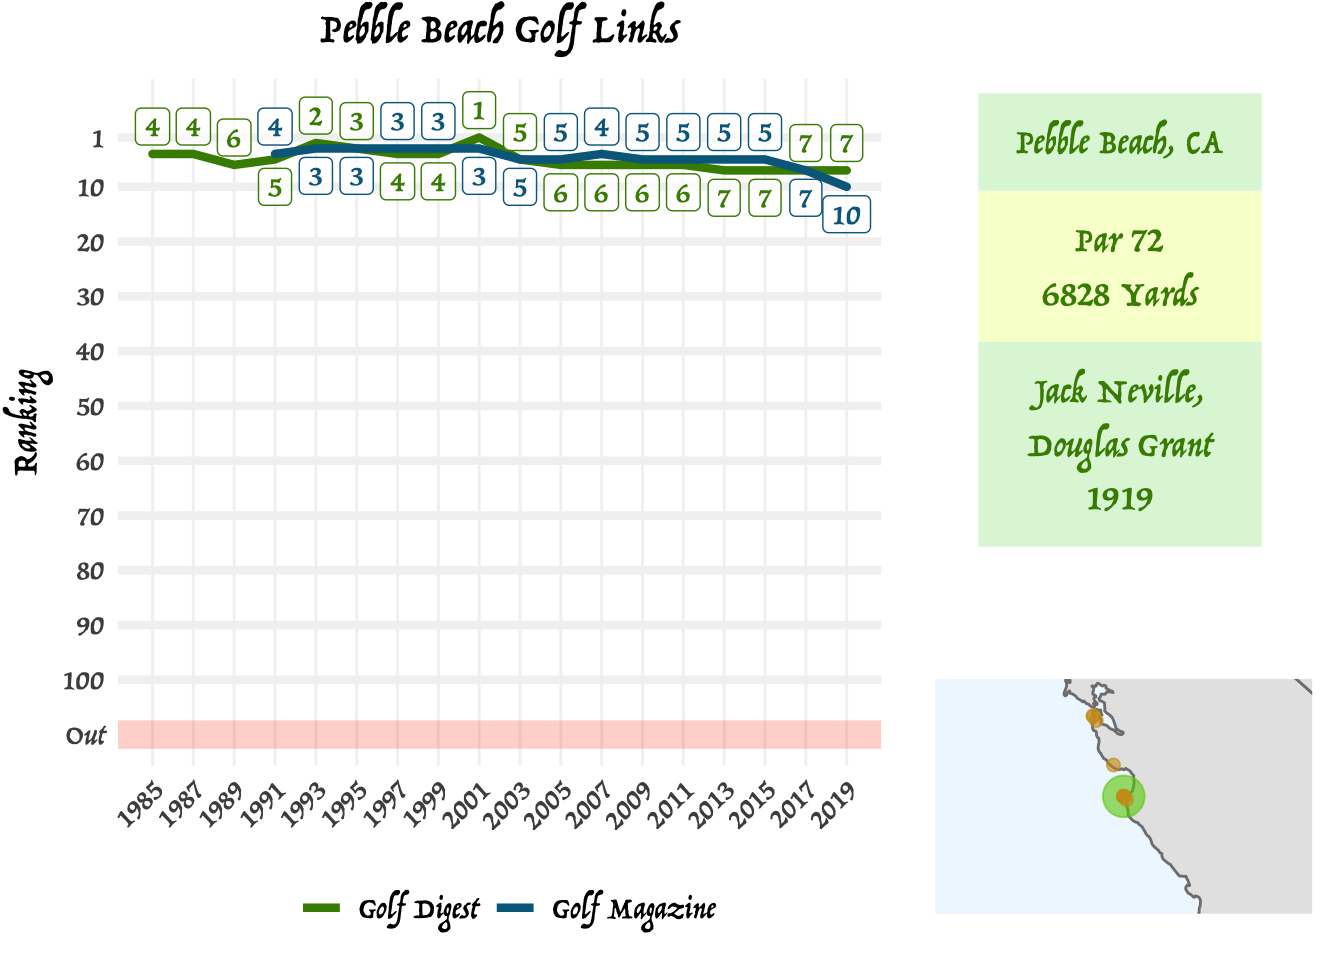 Pebble Beach Golf Links
4 4 6 4 2 3 3 3 1 5 5 4 5 5 5 5 7 7
5 3 3 4 4 3 5 6 6 6 6 7 7 7 10
Ranking
1
10
20
30
40
50
60
70
80
90
100
Out
1985 1987 1989 1991 1993 1995 1997 1999 2001 2003 2005 2007 2009 2011 2013 2015 2017 2019
Golf Digest Golf Magazine
Pebble Beach, CA
Par 72
6828 Yards
Jack Neville,
Douglas Grant
1919